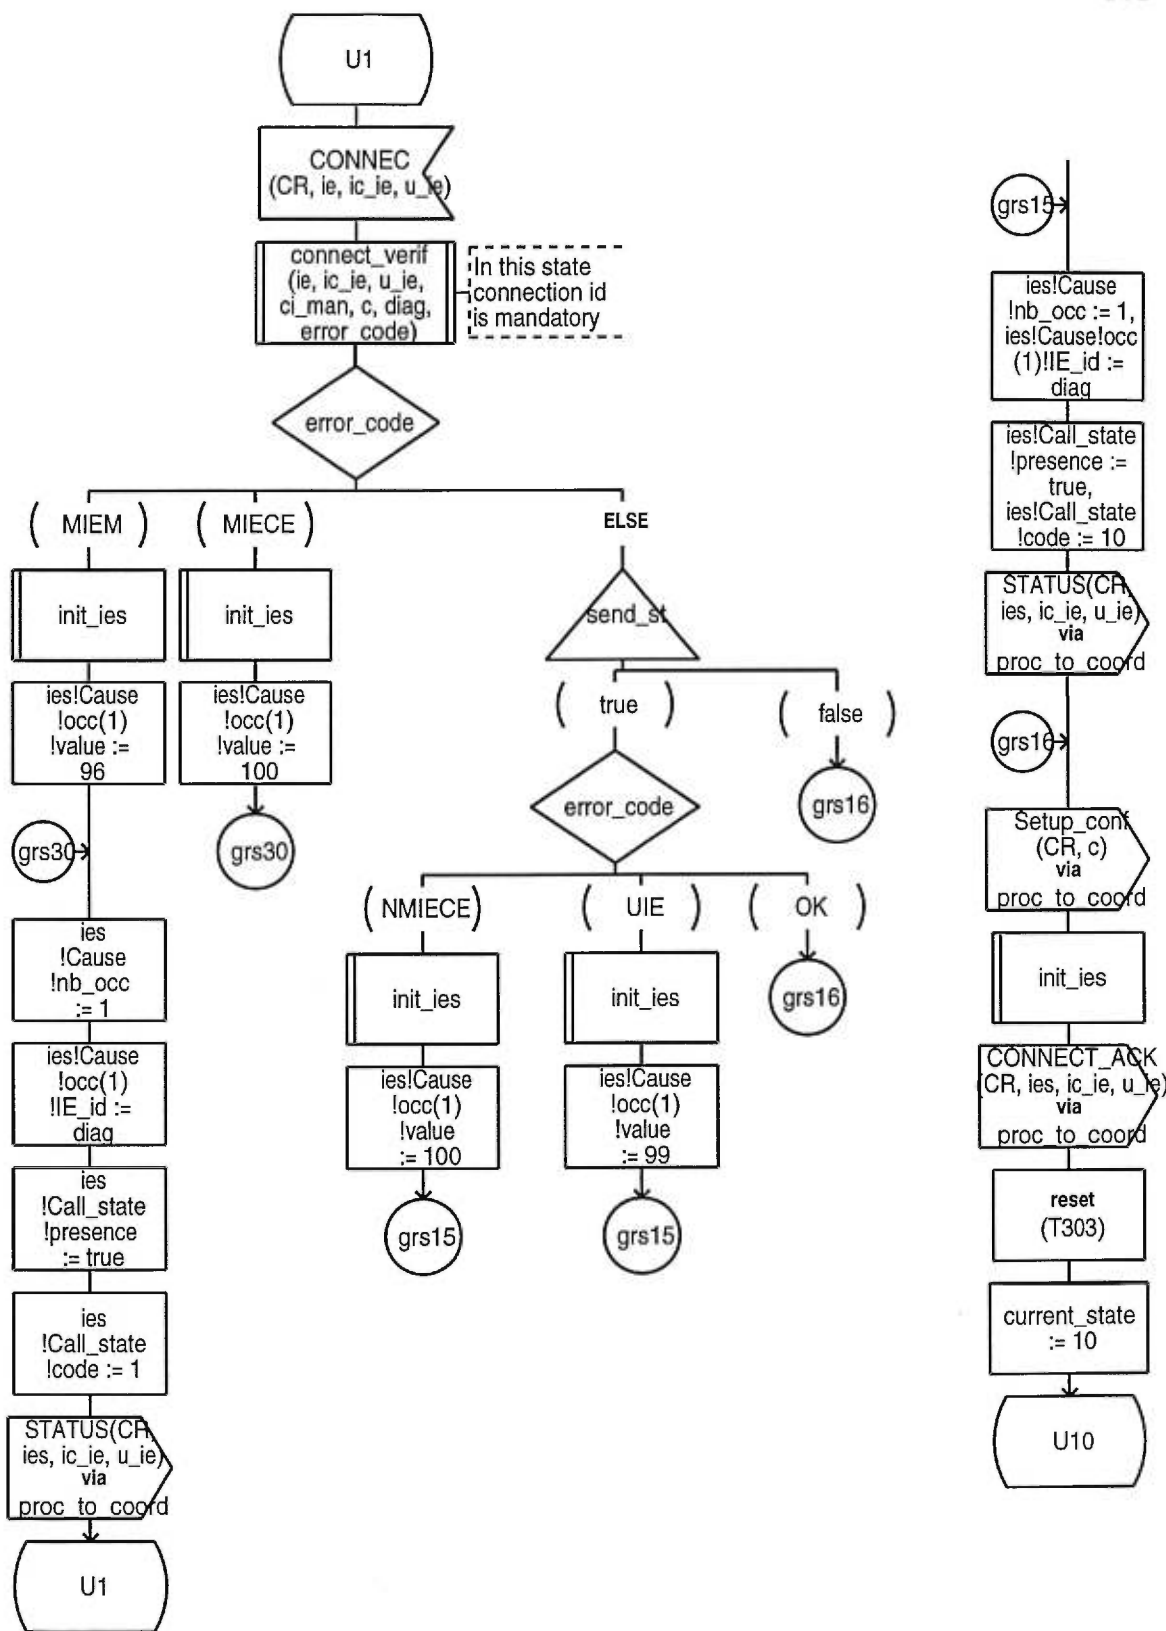 U1
CONNEC
(CR, ie, ic_ie, u_ie)
connect_verif
(ie, ic_ie, u_ie,
ci_man, c, diag,
error_code)
In this state
connection id
is mandatory
error_code
( MIEM )
( MIECE )
ELSE
init_ies
init_ies
send_st
ies!Cause
!occ(1)
!value :=
96
ies!Cause
!occ(1)
!value :=
100
( true )
( false )
error_code
grs16
grs30
grs30
(NMIECE)
( UIE )
( OK )
ies
!Cause
!nb_occ
:= 1
init_ies
init_ies
grs16
ies!Cause
!occ(1)
!IE_id :=
diag
ies!Cause
!occ(1)
!value
:= 100
ies!Cause
!occ(1)
!value
:= 99
ies
!Call_state
!presence
:= true
grs15
grs15
ies
!Call_state
!code := 1
STATUS(CR,
ies, ic_ie, u_ie)
via
proc_to_coord
U1
grs15
ies!Cause
!nb_occ := 1,
ies!Cause!occ
(1)!IE_id :=
diag
ies!Call_state
!presence :=
true,
ies!Call_state
!code := 10
STATUS(CR,
ies, ic_ie, u_ie)
via
proc_to_coord
grs16
Setup_conf
(CR, c)
via
proc_to_coord
init_ies
CONNECT_ACK
(CR, ies, ic_ie, u_ie)
via
proc_to_coord
reset
(T303)
current_state
:= 10
U10